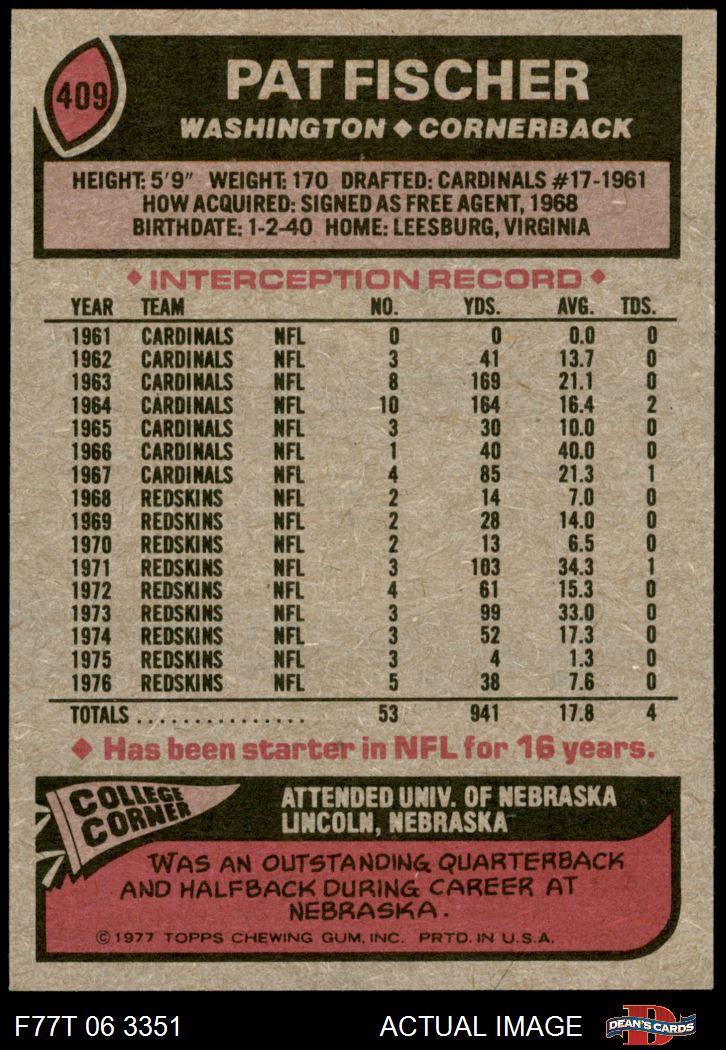 409
PAT FISCHER
WASHINGTON ◆ CORNERBACK
HEIGHT: 5'9" WEIGHT: 170 DRAFTED: CARDINALS #17-1961
HOW ACQUIRED: SIGNED AS FREE AGENT, 1968
BIRTHDATE: 1-2-40 HOME: LEESBURG, VIRGINIA
◆ INTERCEPTION RECORD ◆
YEAR TEAM NO. YDS. AVG. TDS.
1961 CARDINALS NFL 0 0 0.0 0
1962 CARDINALS NFL 3 41 13.7 0
1963 CARDINALS NFL 8 169 21.1 0
1964 CARDINALS NFL 10 164 16.4 2
1965 CARDINALS NFL 3 30 10.0 0
1966 CARDINALS NFL 1 40 40.0 0
1967 CARDINALS NFL 4 85 21.3 1
1968 REDSKINS NFL 2 14 7.0 0
1969 REDSKINS NFL 2 28 14.0 0
1970 REDSKINS NFL 2 13 6.5 0
1971 REDSKINS NFL 3 103 34.3 1
1972 REDSKINS NFL 4 61 15.3 0
1973 REDSKINS NFL 3 99 33.0 0
1974 REDSKINS NFL 3 52 17.3 0
1975 REDSKINS NFL 3 4 1.3 0
1976 REDSKINS NFL 5 38 7.6 0
TOTALS ................ 53 941 17.8 4
◆ Has been starter in NFL for 16 years.
COLLEGE
CORNER
ATTENDED UNIV. OF NEBRASKA
LINCOLN, NEBRASKA
WAS AN OUTSTANDING QUARTERBACK
AND HALFBACK DURING CAREER AT
NEBRASKA.
© 1977 TOPPS CHEWING GUM, INC. PRTD. IN U.S.A.
F77T 06 3351 ACTUAL IMAGE
D
DEAN'S CARDS